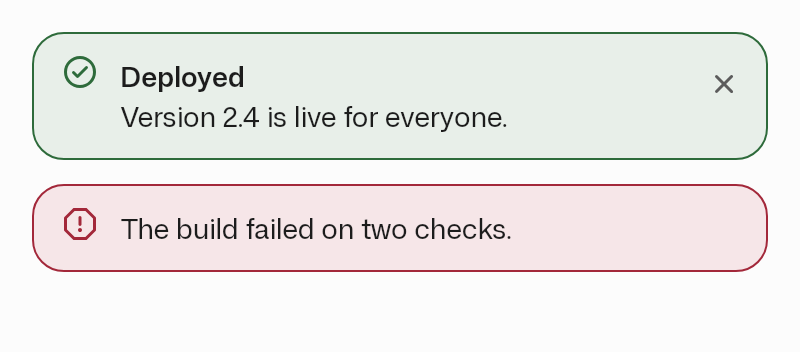 Deployed
Version 2.4 is live for everyone.
The build failed on two checks.